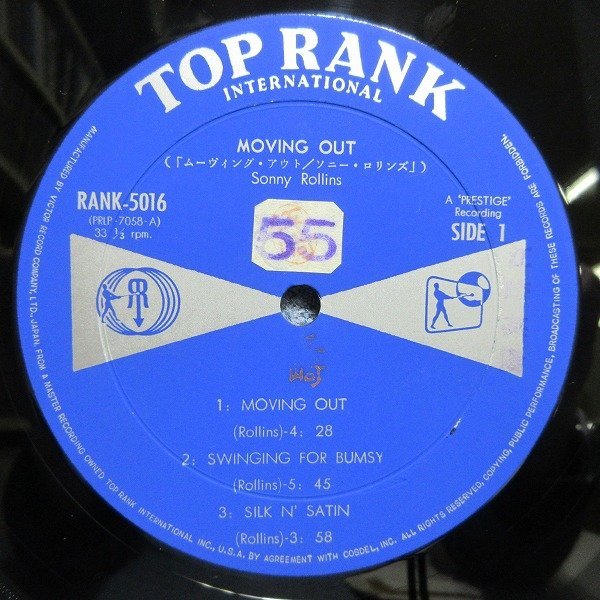 TOP RANK
INTERNATIONAL
MOVING OUT
(「ムーヴィング・アウト/ソニー・ロリンズ」)
Sonny Rollins
RANK-5016
(PRLP-7058-A)
33 ⅓ rpm.
A "PRESTIGE"
Recording
SIDE 1
55
1: MOVING OUT
(Rollins)-4: 28
2: SWINGING FOR BUMSY
(Rollins)-5: 45
3: SILK N' SATIN
(Rollins)-3: 58
MANUFACTURED BY VICTOR RECORD COMPANY, LTD., JAPAN FROM A MASTER RECORDING OWNED TOP RANK INTERNATIONAL INC., U.S.A. BY AGREEMENT WITH COSDEL, INC. ALL RIGHTS RESERVED, COPYING, PUBLIC PERFORMANCE, BROADCASTING OF THESE RECORDS ARE FORBIDDEN.